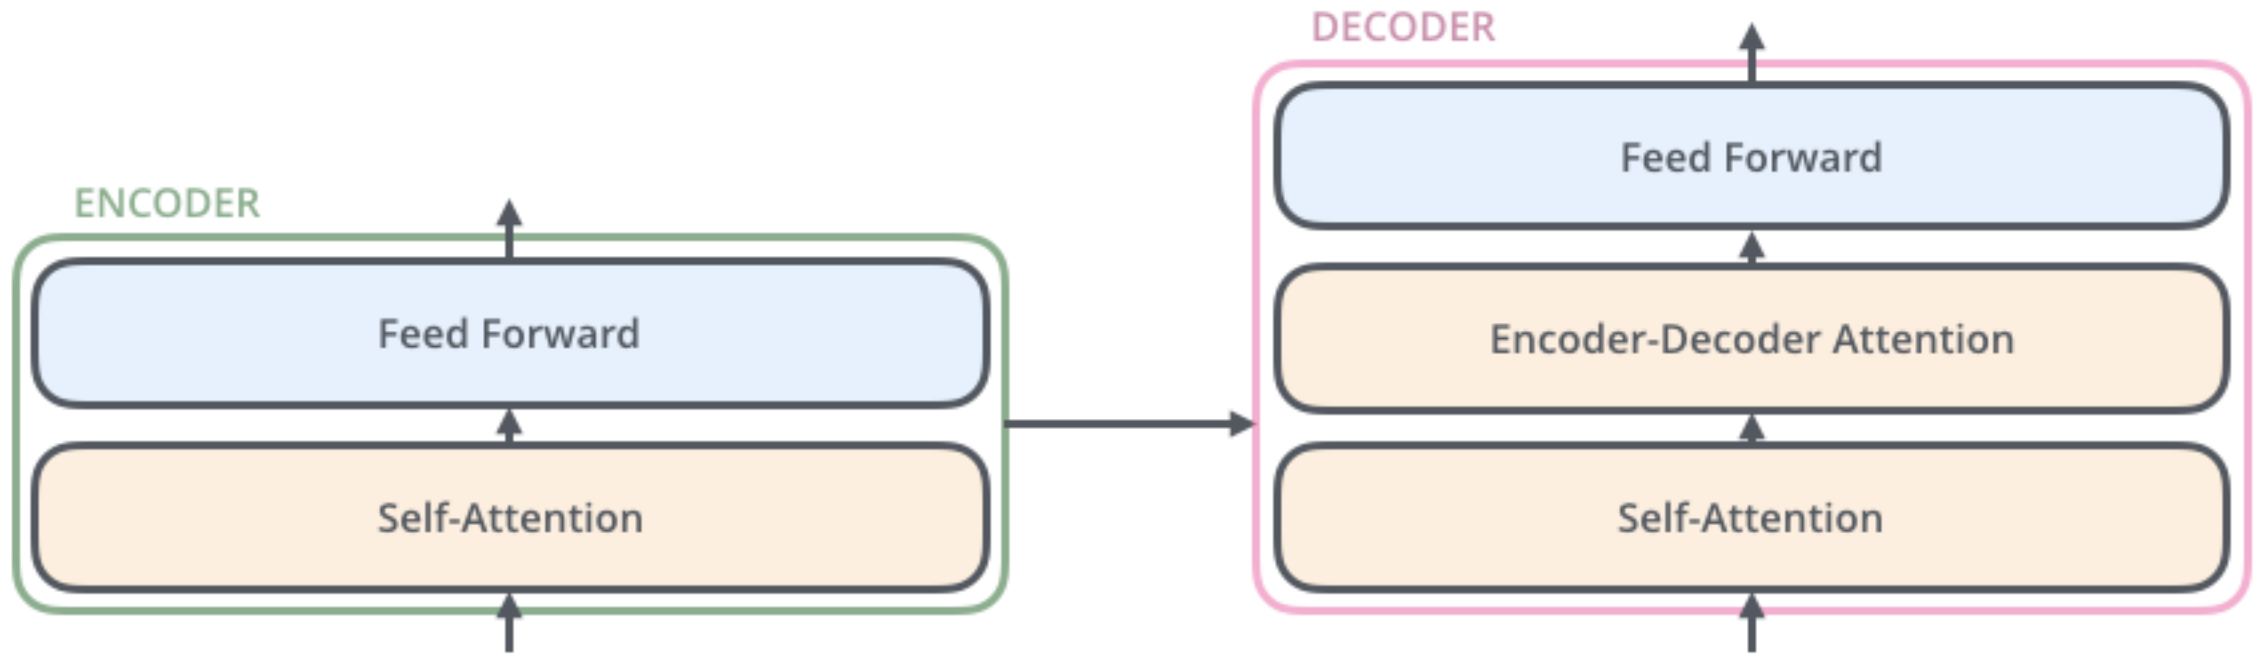 ENCODER
Feed Forward
Self-Attention
DECODER
Feed Forward
Encoder-Decoder Attention
Self-Attention